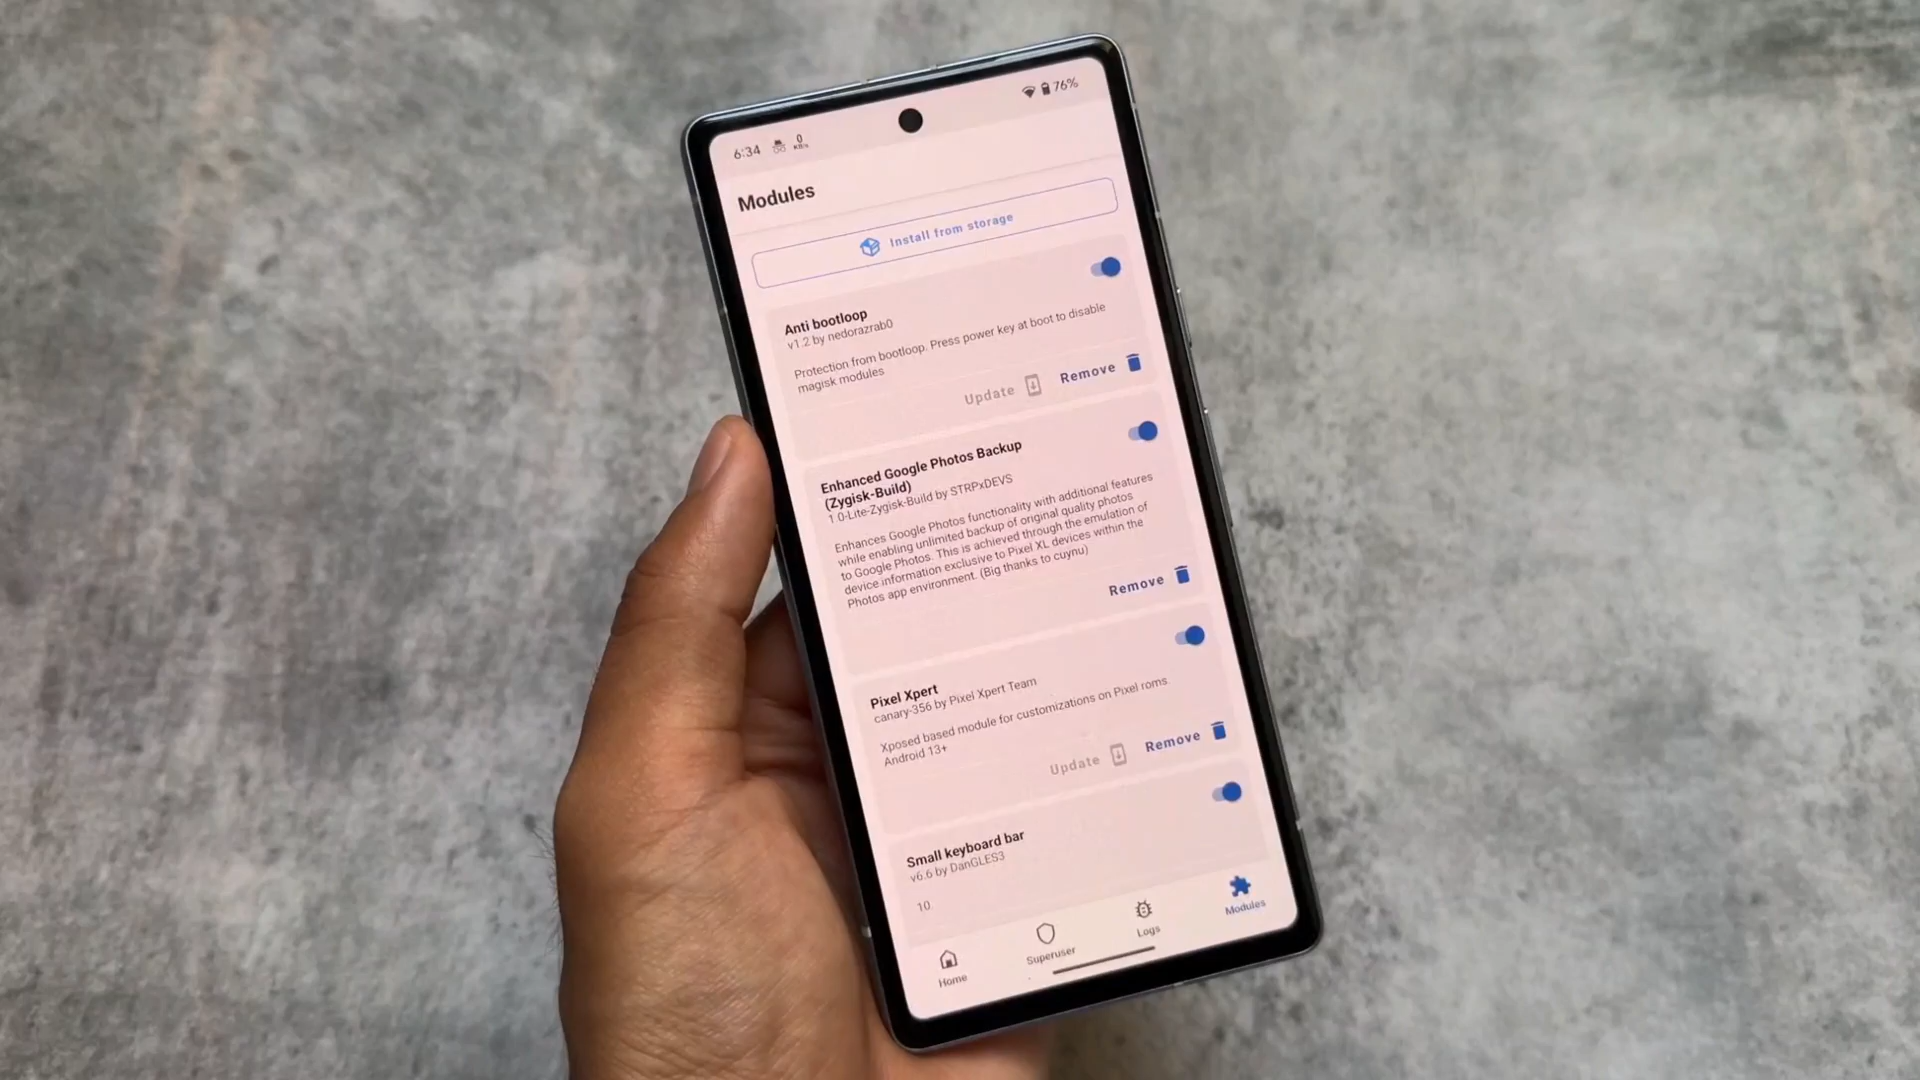 6:34 0 KB/s 76%
Modules
Install from storage
Anti bootloop
v1.2 by nedorazrab0
Protection from bootloop. Press power key at boot to disable
magisk modules
Update Remove
Enhanced Google Photos Backup
(Zygisk-Build)
1.0-Lite-Zygisk-Build by STRPxDEVS
Enhances Google Photos functionality with additional features
while enabling unlimited backup of original quality photos
to Google Photos. This is achieved through the emulation of
device information exclusive to Pixel XL devices within the
Photos app environment. (Big thanks to cuynu)
Remove
Pixel Xpert
canary-356 by Pixel Xpert Team
Xposed based module for customizations on Pixel roms
Android 13+
Update Remove
Small keyboard bar
v6.6 by DanGLES3
10
Home Superuser Logs Modules